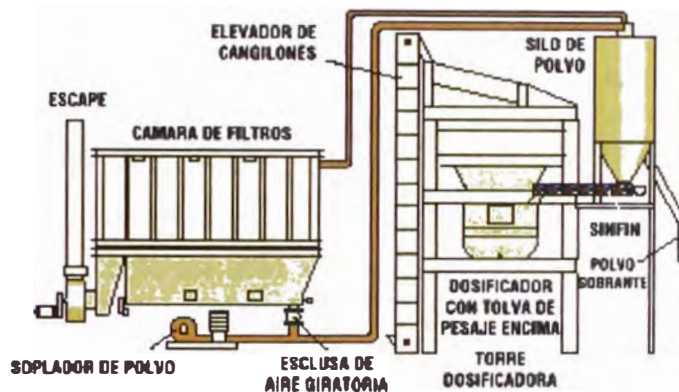 ELEVADOR DE
CANGILONES
SILO DE
POLVO
ESCAPE
CAMARA DE FILTROS
SINFIN
POLVO
SOBRANTE
DOSIFICADOR
CON TOLVA DE
PESAJE ENCIMA
SOPLADOR DE POLVO
ESCLUSA DE
AIRE GIRATORIA
TORRE
DOSIFICADORA